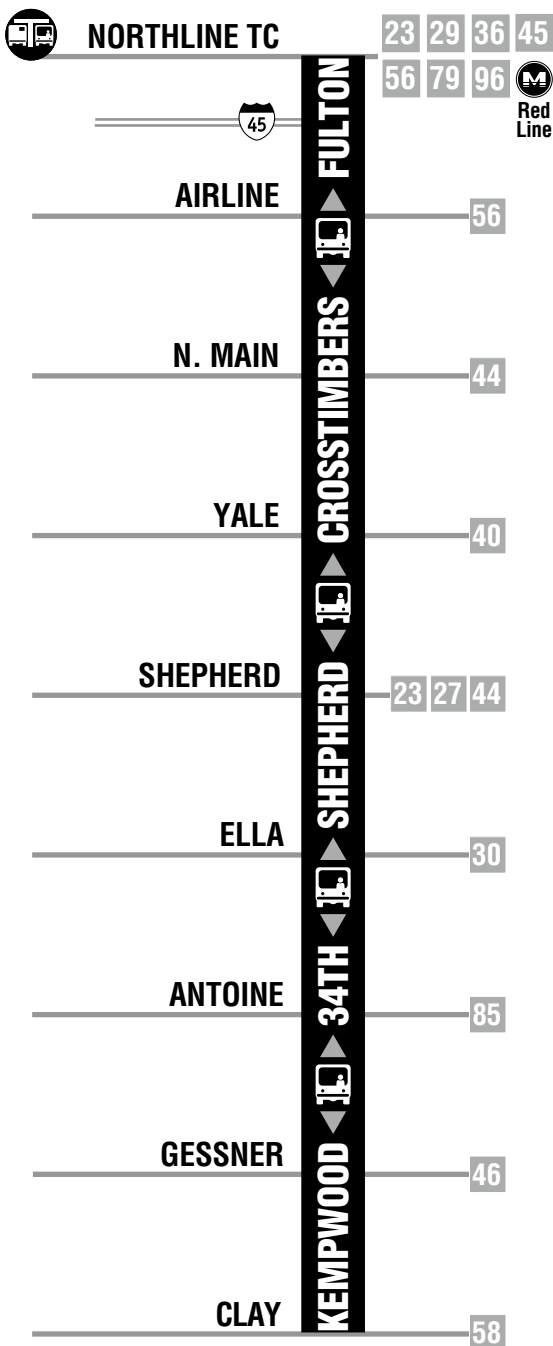 NORTHLINE TC 23 29 36 45
56 79 96 M
Red
Line
45
FULTON
AIRLINE 56
CROSSTIMBERS
N. MAIN 44
YALE 40
SHEPHERD 23 27 44
SHEPHERD
ELLA 30
34TH
ANTOINE 85
KEMPWOOD
GESSNER 46
CLAY 58